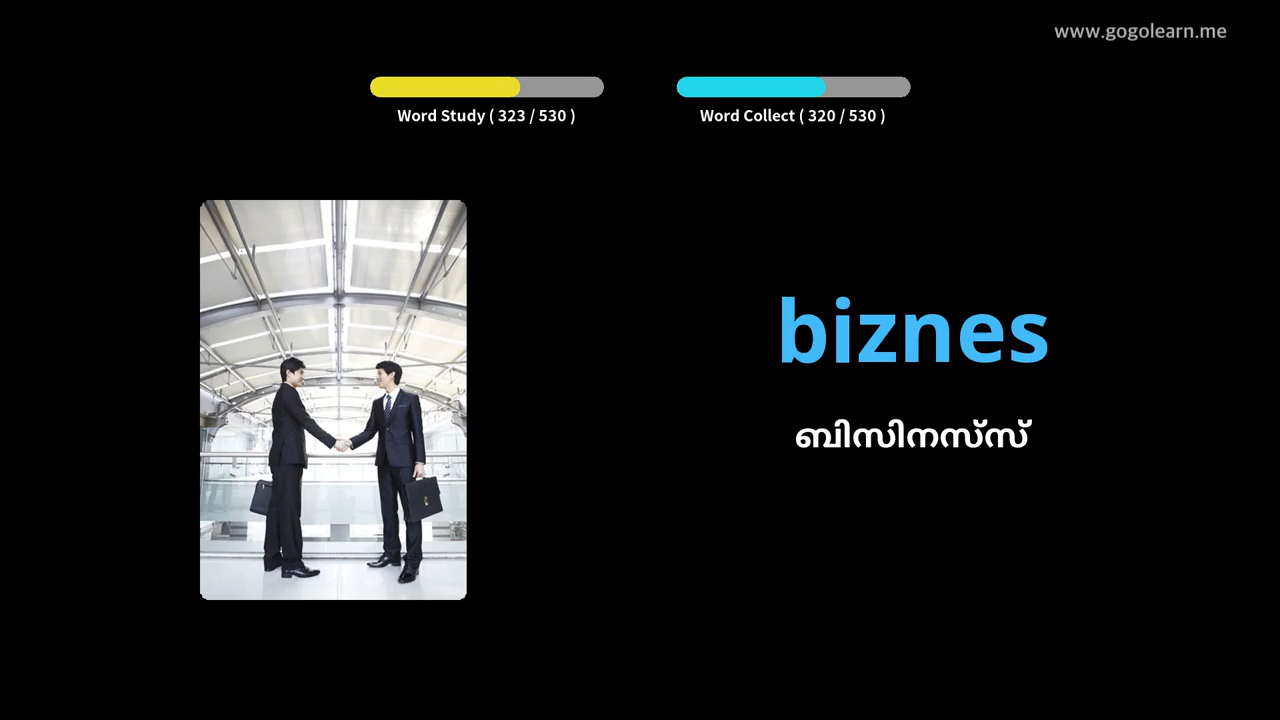 www.gogolearn.me
Word Study ( 323 / 530 )
Word Collect ( 320 / 530 )
biznes
ബിസിനസ്സ്